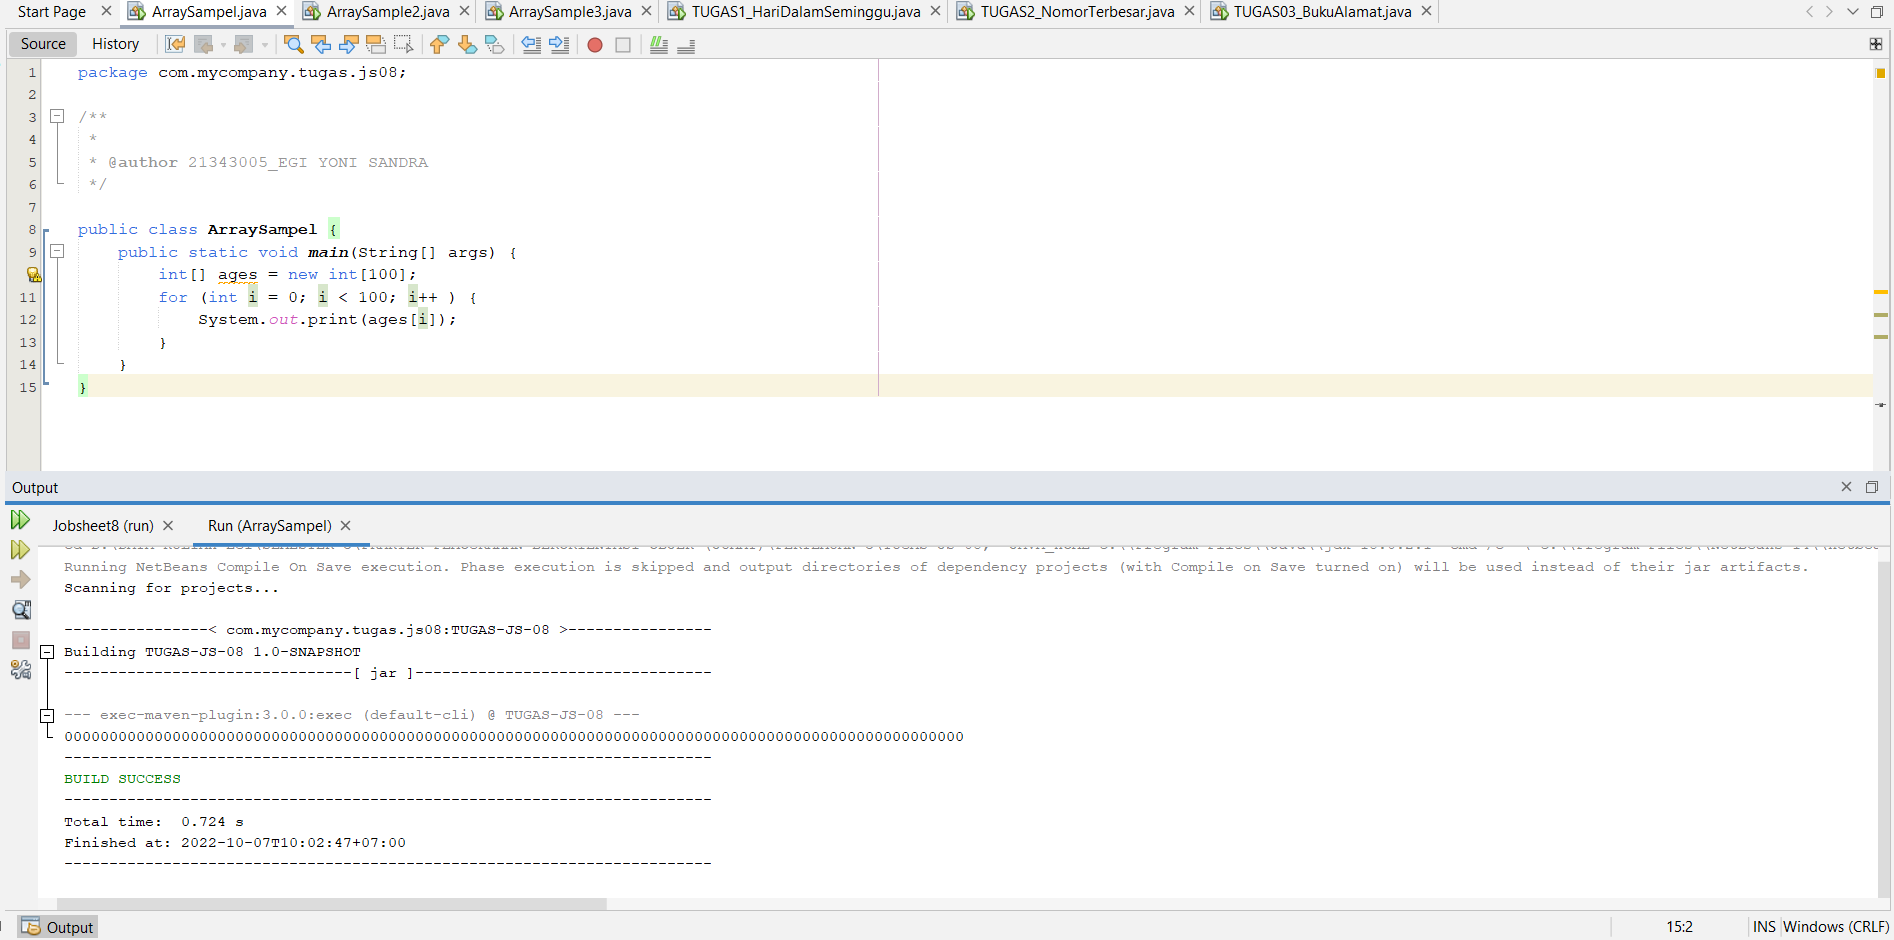 Start Page ArraySampel.java ArraySample2.java ArraySample3.java TUGAS1_HariDalamSeminggu.java TUGAS2_NomorTerbesar.java TUGAS03_BukuAlamat.java
Source History
1 package com.mycompany.tugas.js08;
2
3 /**
4 *
5 * @author 21343005_EGI YONI SANDRA
6 */
7
8 public class ArraySampel {
9 public static void main(String[] args) {
int[] ages = new int[100];
11 for (int i = 0; i < 100; i++ ) {
12 System.out.print(ages[i]);
13 }
14 }
15 }
Output
Jobsheet8 (run) Run (ArraySampel)
Running NetBeans Compile On Save execution. Phase execution is skipped and output directories of dependency projects (with Compile on Save turned on) will be used instead of their jar artifacts.
Scanning for projects...
----------------< com.mycompany.tugas.js08:TUGAS-JS-08 >----------------
Building TUGAS-JS-08 1.0-SNAPSHOT
--------------------------------[ jar ]---------------------------------
--- exec-maven-plugin:3.0.0:exec (default-cli) @ TUGAS-JS-08 ---
0000000000000000000000000000000000000000000000000000000000000000000000000000000000000000000000000000
------------------------------------------------------------------------
BUILD SUCCESS
------------------------------------------------------------------------
Total time: 0.724 s
Finished at: 2022-10-07T10:02:47+07:00
------------------------------------------------------------------------
Output 15:2 INS Windows (CRLF)